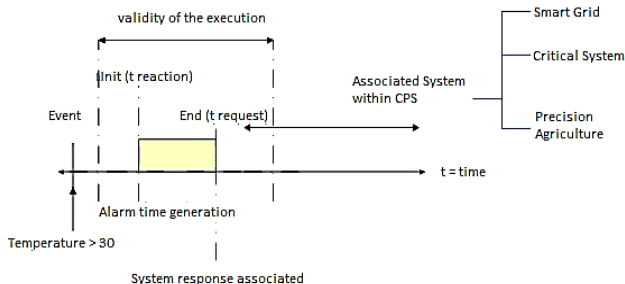 validity of the execution
Smart Grid
Critical System
Precision
Agriculture
Associated System
within CPS
Init (t reaction)
Event
End (t request)
t = time
Alarm time generation
Temperature > 30
System response associated